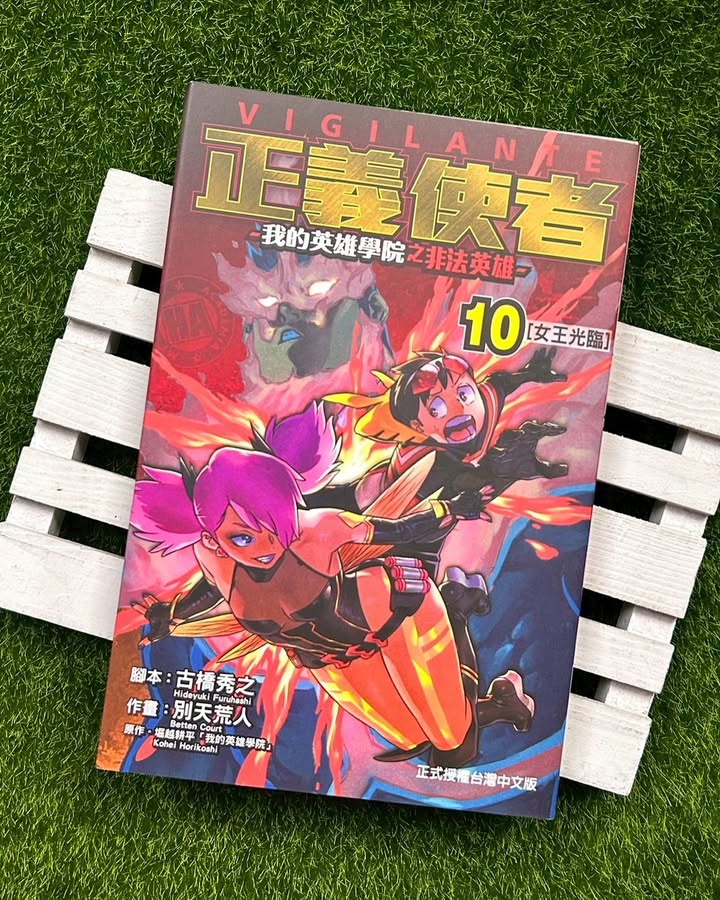 VIGILANTE
正義使者
-我的英雄學院之非法英雄-
10[女王光臨]
腳本：古橋秀之
Hideyuki Furuhashi
作畫：別天荒人
Betten Court
原作・堀越耕平「我的英雄學院」
Kohei Horikoshi
正式授權台灣中文版